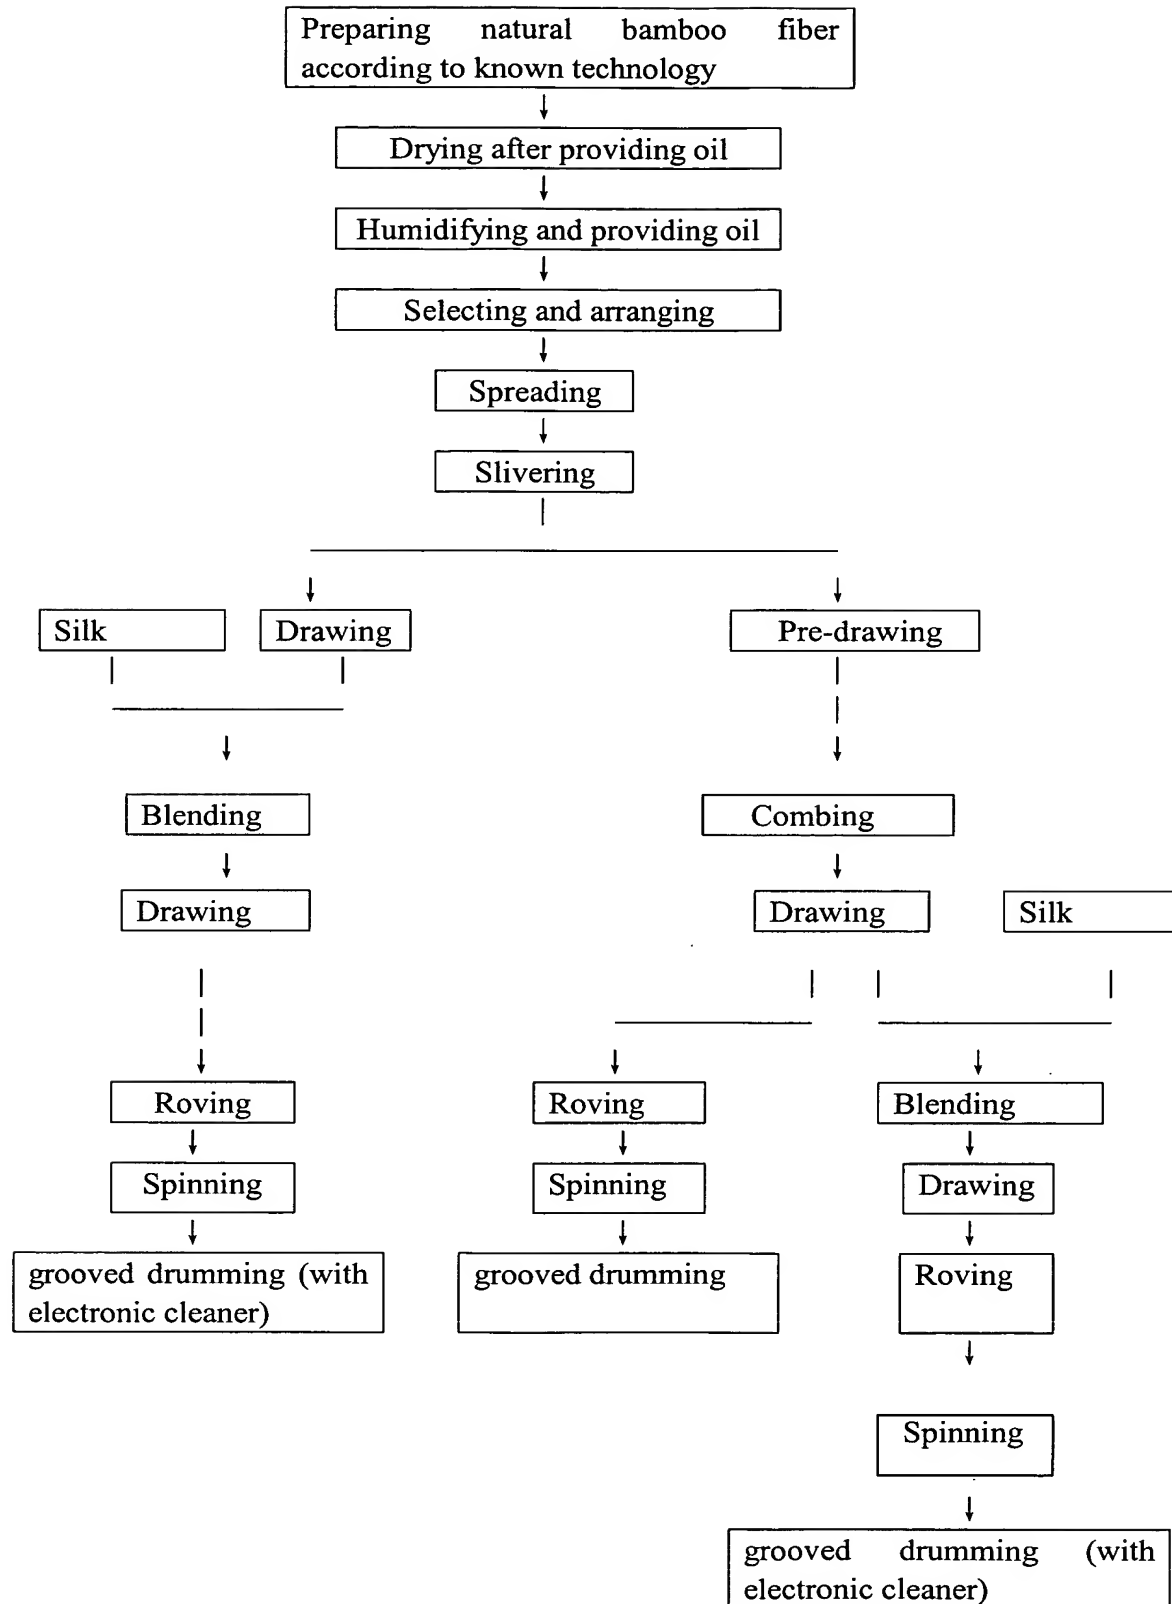 Preparing natural bamboo fiber
according to known technology
Drying after providing oil
Humidifying and providing oil
Selecting and arranging
Spreading
Slivering
Silk
Drawing
Pre-drawing
Blending
Combing
Drawing
Drawing
Silk
Roving
Roving
Blending
Spinning
Spinning
Drawing
grooved drumming (with
electronic cleaner)
grooved drumming
Roving
Spinning
grooved drumming (with
electronic cleaner)